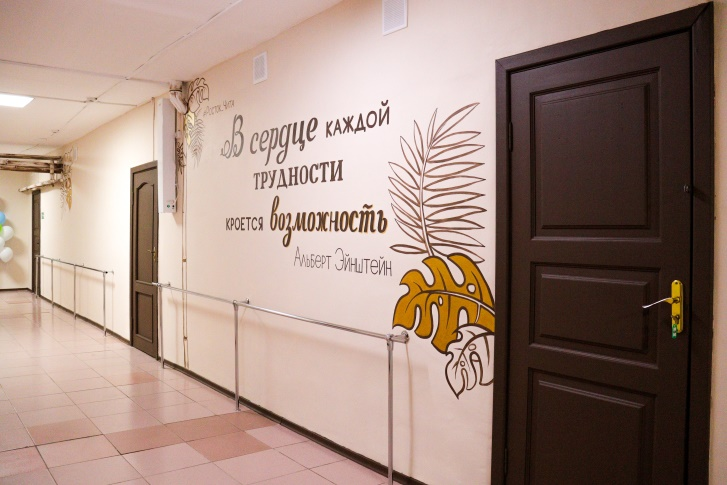 В сердце каждой
трудности
кроется возможность
Альберт Эйнштейн